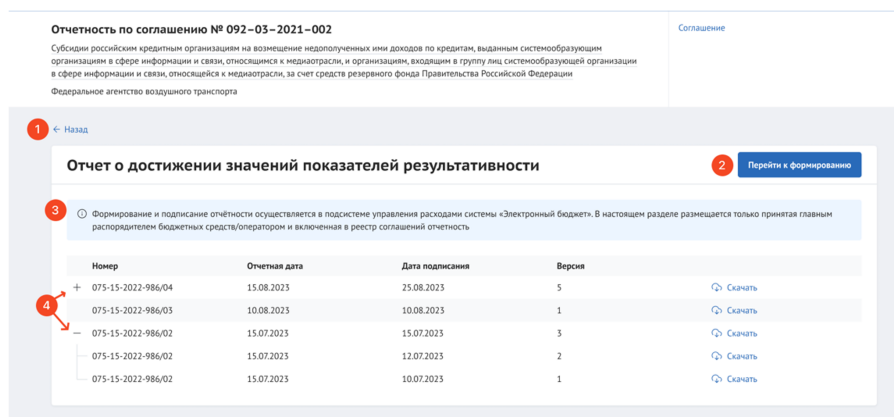 Отчетность по соглашению № 092–03–2021–002
Соглашение
Субсидии российским кредитным организациям на возмещение недополученных ими доходов по кредитам, выданным системообразующим
организациям в сфере информации и связи, относящимся к медиаотрасли, и организациям, входящим в группу лиц системообразующей организации
в сфере информации и связи, относящейся к медиаотрасли, за счет средств резервного фонда Правительства Российской Федерации
Федеральное агентство воздушного транспорта
1 ← Назад
Отчет о достижении значений показателей результативности
2 Перейти к формированию
3 Формирование и подписание отчётности осуществляется в подсистеме управления расходами системы «Электронный бюджет». В настоящем разделе размещается только принятая главным
распорядителем бюджетных средств/оператором и включенная в реестр соглашений отчетность
Номер Отчетная дата Дата подписания Версия
+ 075-15-2022-986/04 15.08.2023 25.08.2023 5 Скачать
4
075-15-2022-986/03 10.08.2023 10.08.2023 1 Скачать
— 075-15-2022-986/02 15.07.2023 15.07.2023 3 Скачать
075-15-2022-986/02 15.07.2023 12.07.2023 2 Скачать
075-15-2022-986/02 15.07.2023 10.07.2023 1 Скачать